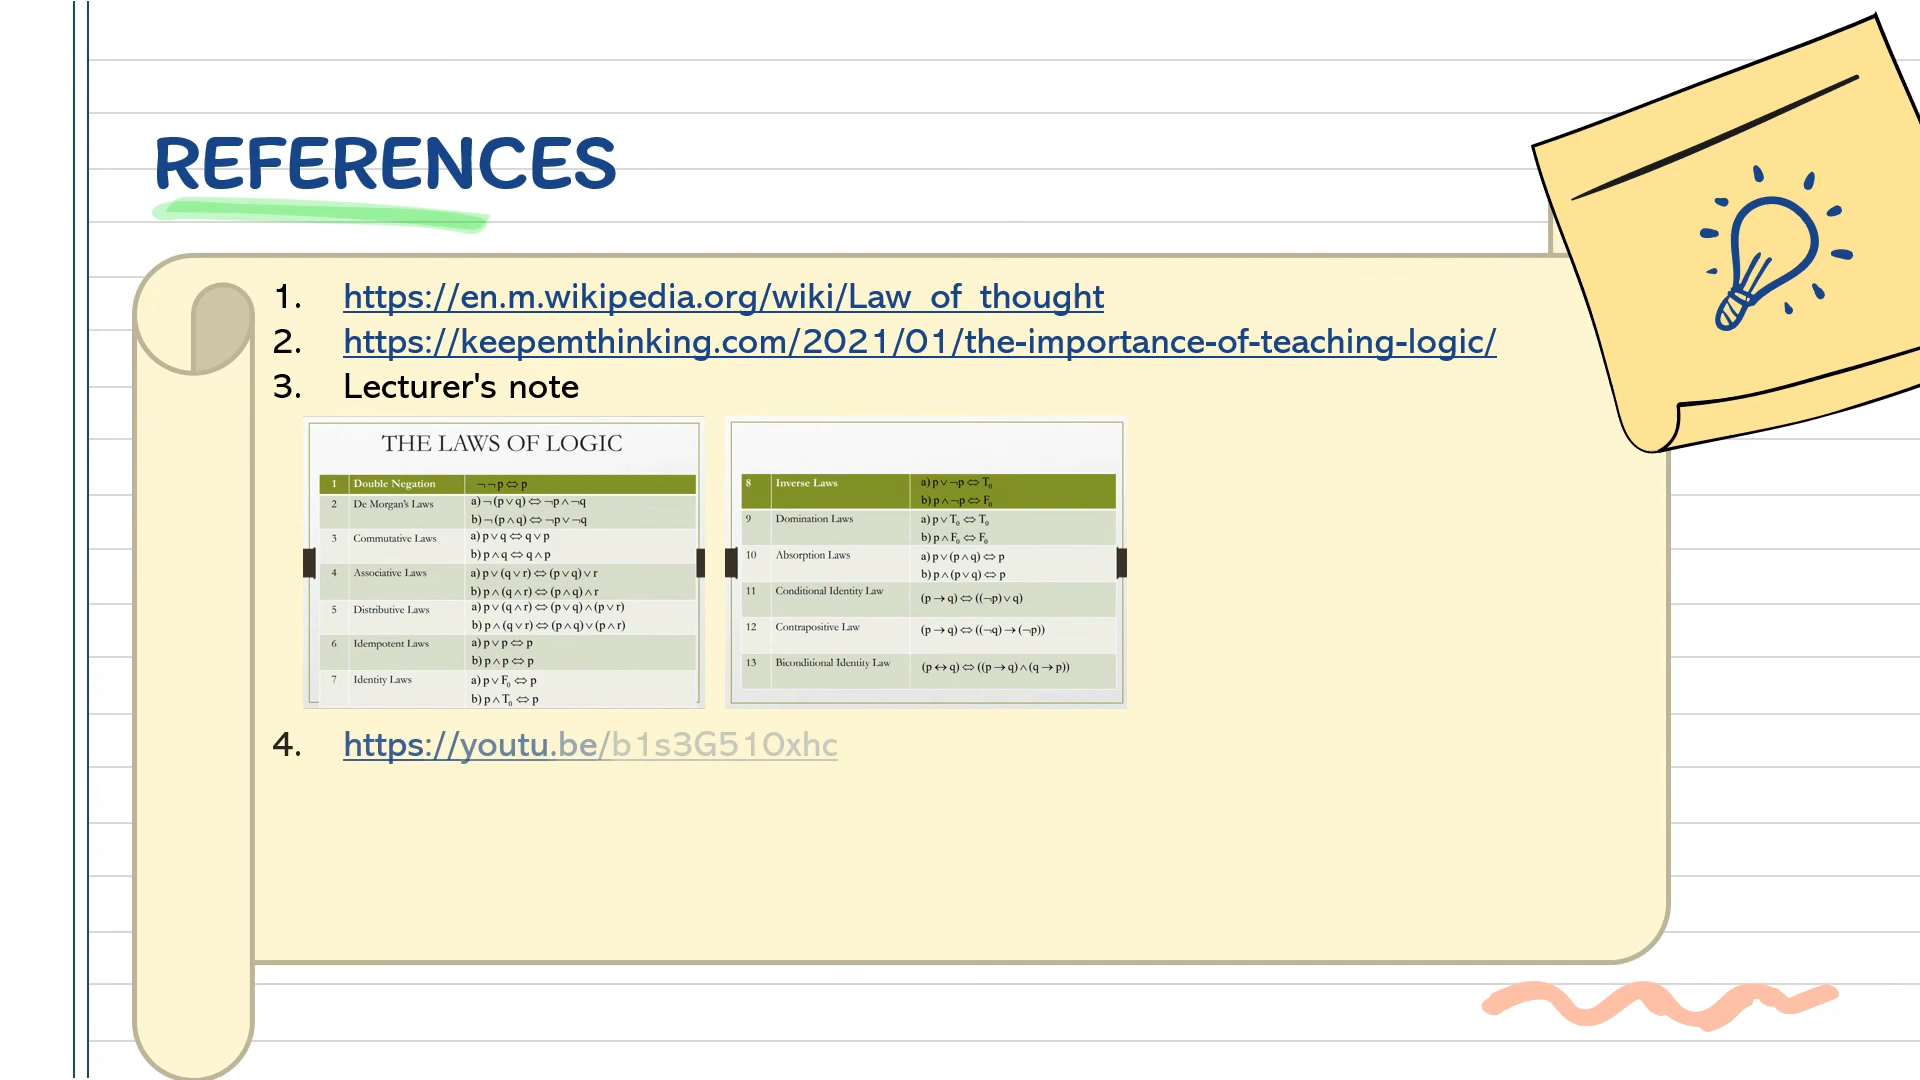 REFERENCES
1. https://en.m.wikipedia.org/wiki/Law_of_thought
2. https://keepemthinking.com/2021/01/the-importance-of-teaching-logic/
3. Lecturer's note
THE LAWS OF LOGIC
1 Double Negation ¬¬p⇔p
2 De Morgan's Laws a) ¬(p∨q)⇔¬p∧¬q
b) ¬(p∧q)⇔¬p∨¬q
3 Commutative Laws a) p∨q⇔q∨p
b) p∧q⇔q∧p
4 Associative Laws a) p∨(q∨r)⇔(p∨q)∨r
b) p∧(q∧r)⇔(p∧q)∧r
5 Distributive Laws a) p∨(q∧r)⇔(p∨q)∧(p∨r)
b) p∧(q∨r)⇔(p∧q)∨(p∧r)
6 Idempotent Laws a) p∨p⇔p
b) p∧p⇔p
7 Identity Laws a) p∨F₀⇔p
b) p∧T₀⇔p
8 Inverse Laws a) p∨¬p⇔T₀
b) p∧¬p⇔F₀
9 Domination Laws a) p∨T₀⇔T₀
b) p∧F₀⇔F₀
10 Absorption Laws a) p∨(p∧q)⇔p
b) p∧(p∨q)⇔p
11 Conditional Identity Law (p→q)⇔((¬p)∨q)
12 Contrapositive Law (p→q)⇔((¬q)→(¬p))
13 Biconditional Identity Law (p↔q)⇔((p→q)∧(q→p))
4. https://youtu.be/b1s3G510xhc